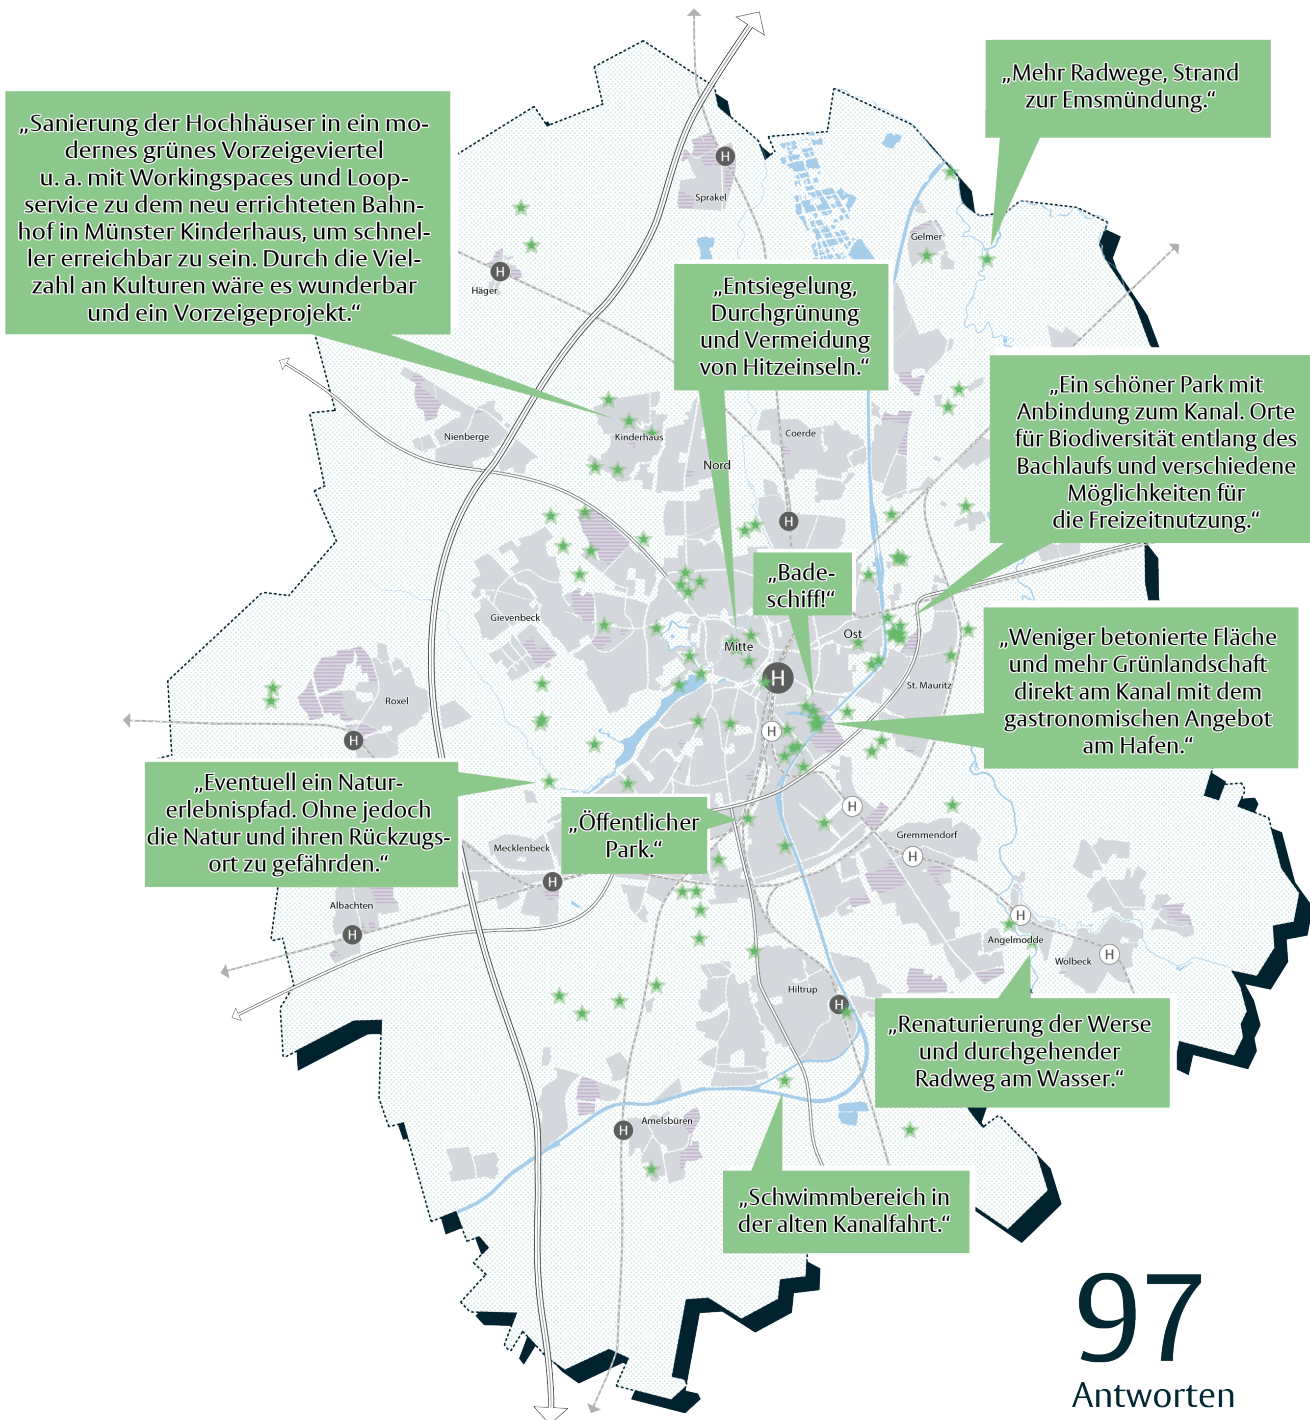 „Mehr Radwege, Strand
zur Emsmündung.“
„Sanierung der Hochhäuser in ein mo-
dernes grünes Vorzeigeviertel
u. a. mit Workingspaces und Loop-
service zu dem neu errichteten Bahn-
hof in Münster Kinderhaus, um schnel-
ler erreichbar zu sein. Durch die Viel-
zahl an Kulturen wäre es wunderbar
und ein Vorzeigeprojekt.“
H
Sprakel
Gelmer
H
Häger
„Entsiegelung,
Durchgrünung
und Vermeidung
von Hitzeinseln.“
„Ein schöner Park mit
Anbindung zum Kanal. Orte
für Biodiversität entlang des
Bachlaufs und verschiedene
Möglichkeiten für
die Freizeitnutzung.“
Nienberge
Kinderhaus
Coerde
Nord
H
„Bade-
schiff!“
Gievenbeck
Mitte
Ost
H
St. Mauritz
„Weniger betonierte Fläche
und mehr Grünlandschaft
direkt am Kanal mit dem
gastronomischen Angebot
am Hafen.“
Roxel
H
H
„Eventuell ein Natur-
erlebnispfad. Ohne jedoch
die Natur und ihren Rückzugs-
ort zu gefährden.“
„Öffentlicher
Park.“
H
Gremmendorf
H
Mecklenbeck
H
Albachten
H
H
Angelmodde
Wolbeck
H
Hiltrup
H
„Renaturierung der Werse
und durchgehender
Radweg am Wasser.“
Amelsbüren
H
„Schwimmbereich in
der alten Kanalfahrt.“
97
Antworten